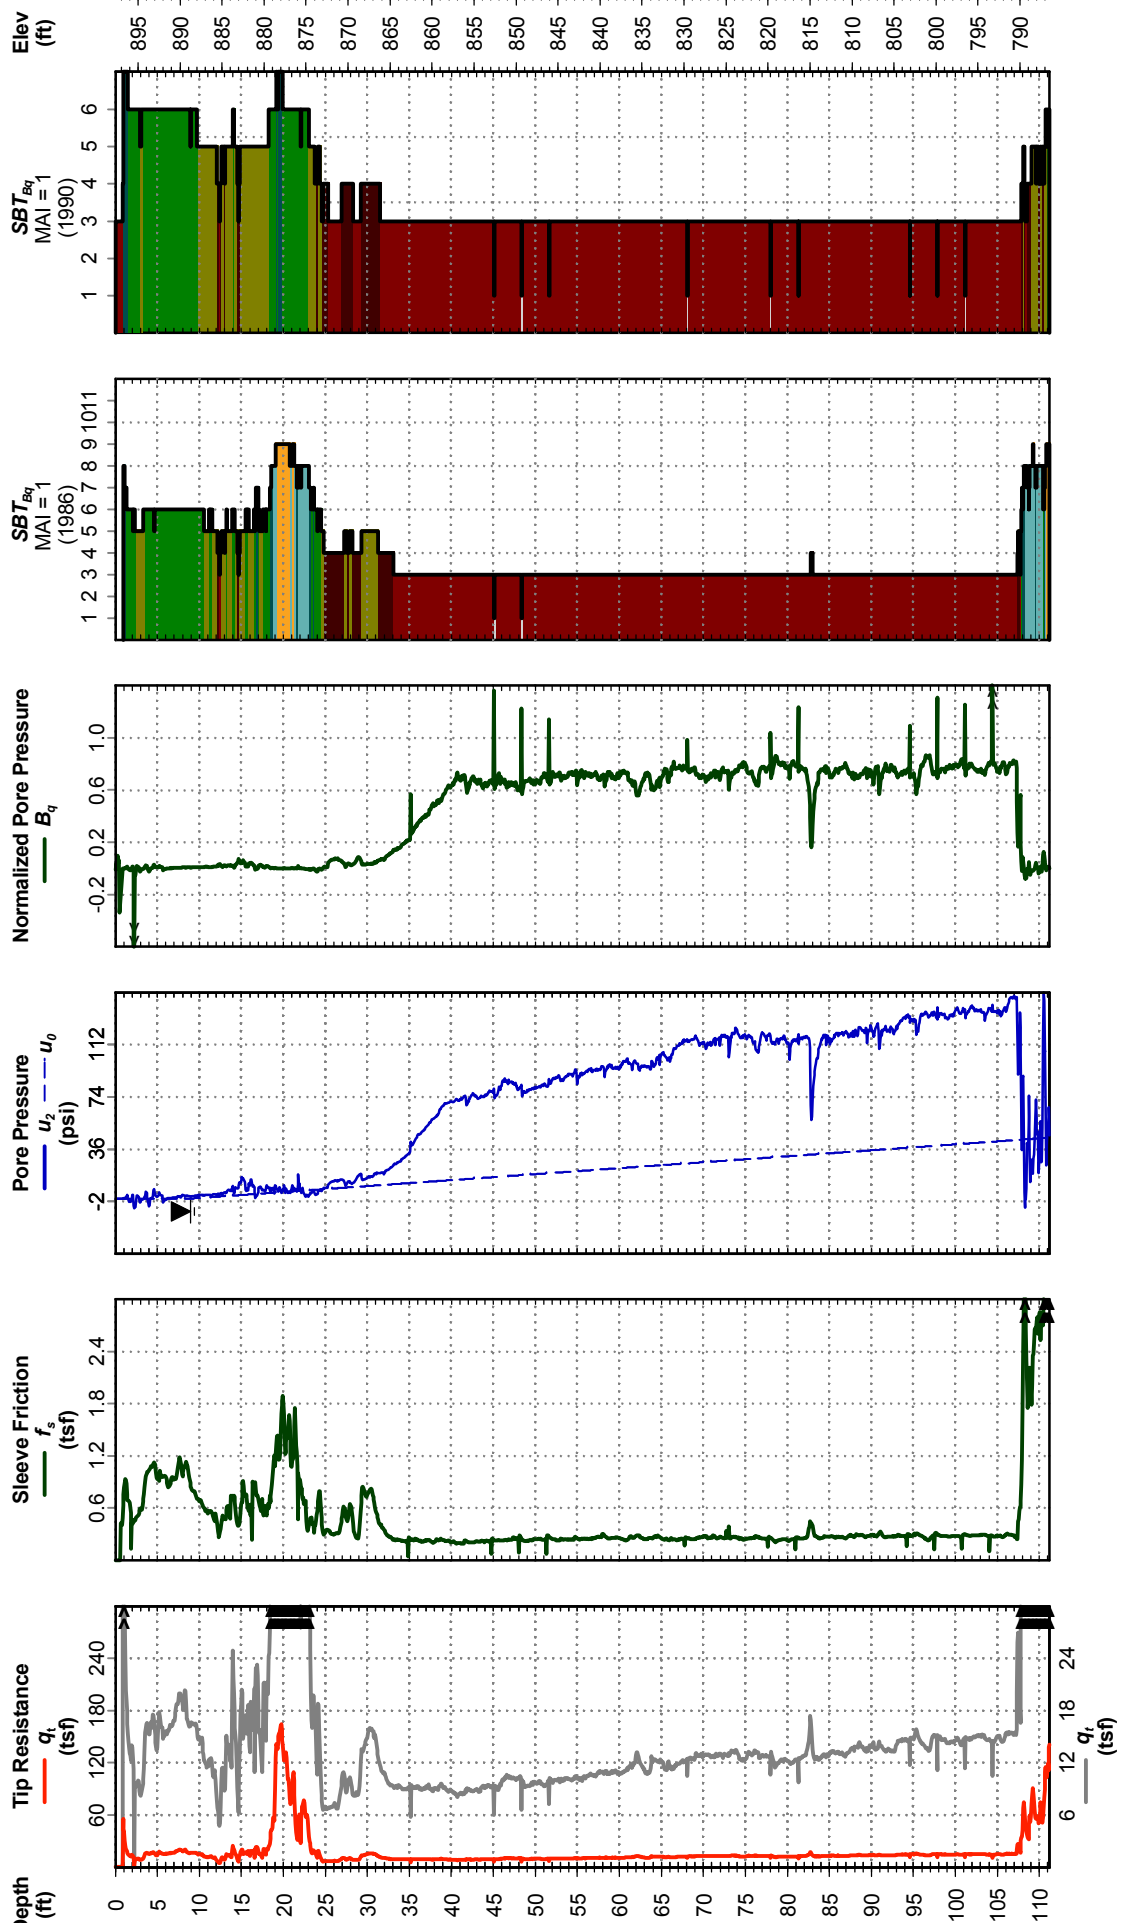 Depth
(ft)
0
5
10
15
20
25
30
35
40
45
50
55
60
65
70
75
80
85
90
95
100
105
110
Tip Resistance
qt
(tsf)
60
120
180
240
6
12
18
24
qt
(tsf)
Sleeve Friction
fs
(tsf)
0.6
1.2
1.8
2.4
Pore Pressure
u2 u0
(psi)
-2
36
74
112
Normalized Pore Pressure
Bq
-0.2
0.2
0.6
1.0
SBTBq
MAI = 1
(1986)
1 2 3 4 5 6 7 8 9 10 11
SBTBq
MAI = 1
(1990)
1 2 3 4 5 6
Elev
(ft)
895
890
885
880
875
870
865
860
855
850
845
840
835
830
825
820
815
810
805
800
795
790